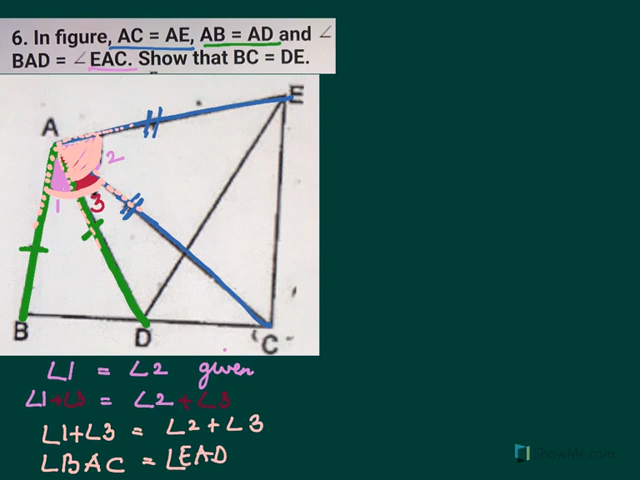 6. In figure, AC = AE, AB = AD and ∠
BAD = ∠EAC. Show that BC = DE.
E
A
2
1 3
B D C
∠1 = ∠2 given
∠1+∠3 = ∠2+∠3
∠1+∠3 = ∠2+∠3
∠BAC = ∠EAD
ShowMe.com